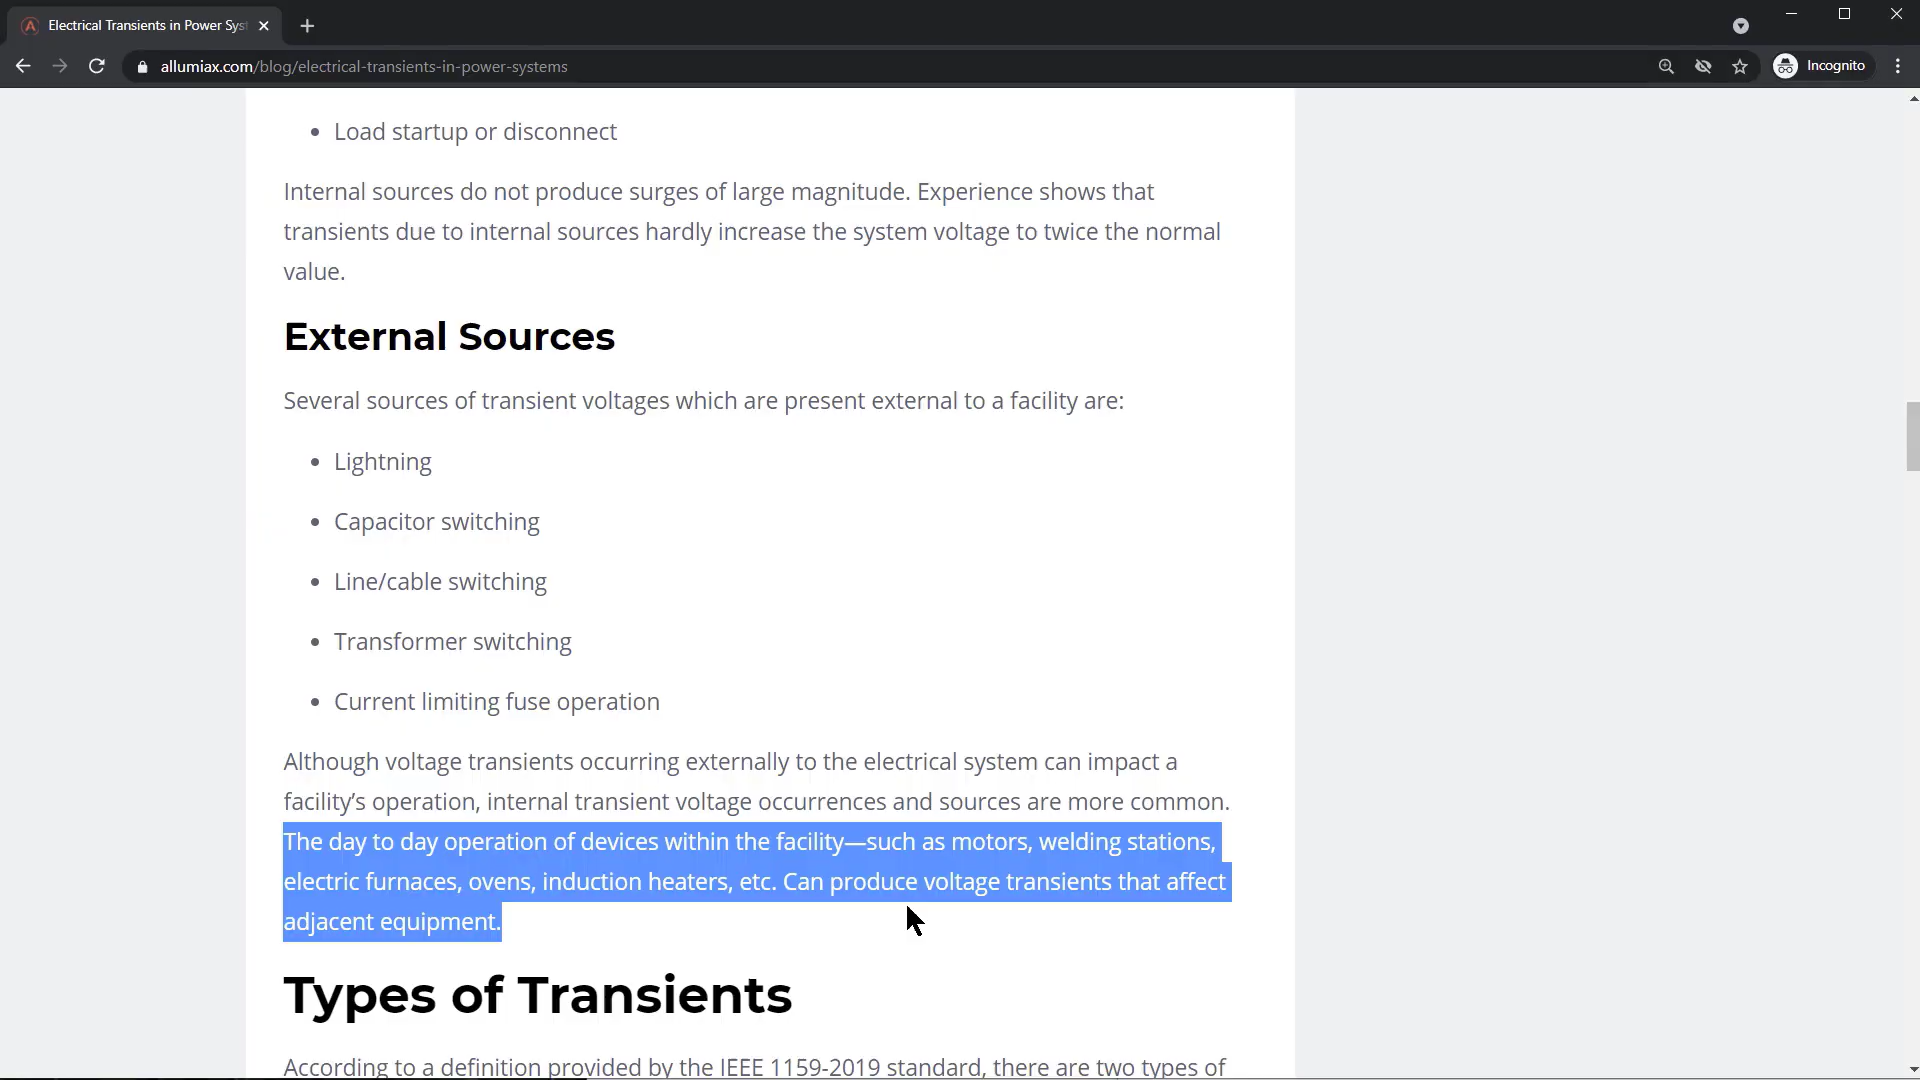 Electrical Transients in Power Sys
allumiax.com/blog/electrical-transients-in-power-systems
Incognito
• Load startup or disconnect
Internal sources do not produce surges of large magnitude. Experience shows that
transients due to internal sources hardly increase the system voltage to twice the normal
value.
External Sources
Several sources of transient voltages which are present external to a facility are:
• Lightning
• Capacitor switching
• Line/cable switching
• Transformer switching
• Current limiting fuse operation
Although voltage transients occurring externally to the electrical system can impact a
facility’s operation, internal transient voltage occurrences and sources are more common.
The day to day operation of devices within the facility—such as motors, welding stations,
electric furnaces, ovens, induction heaters, etc. Can produce voltage transients that affect
adjacent equipment.
Types of Transients
According to a definition provided by the IEEE 1159-2019 standard, there are two types of